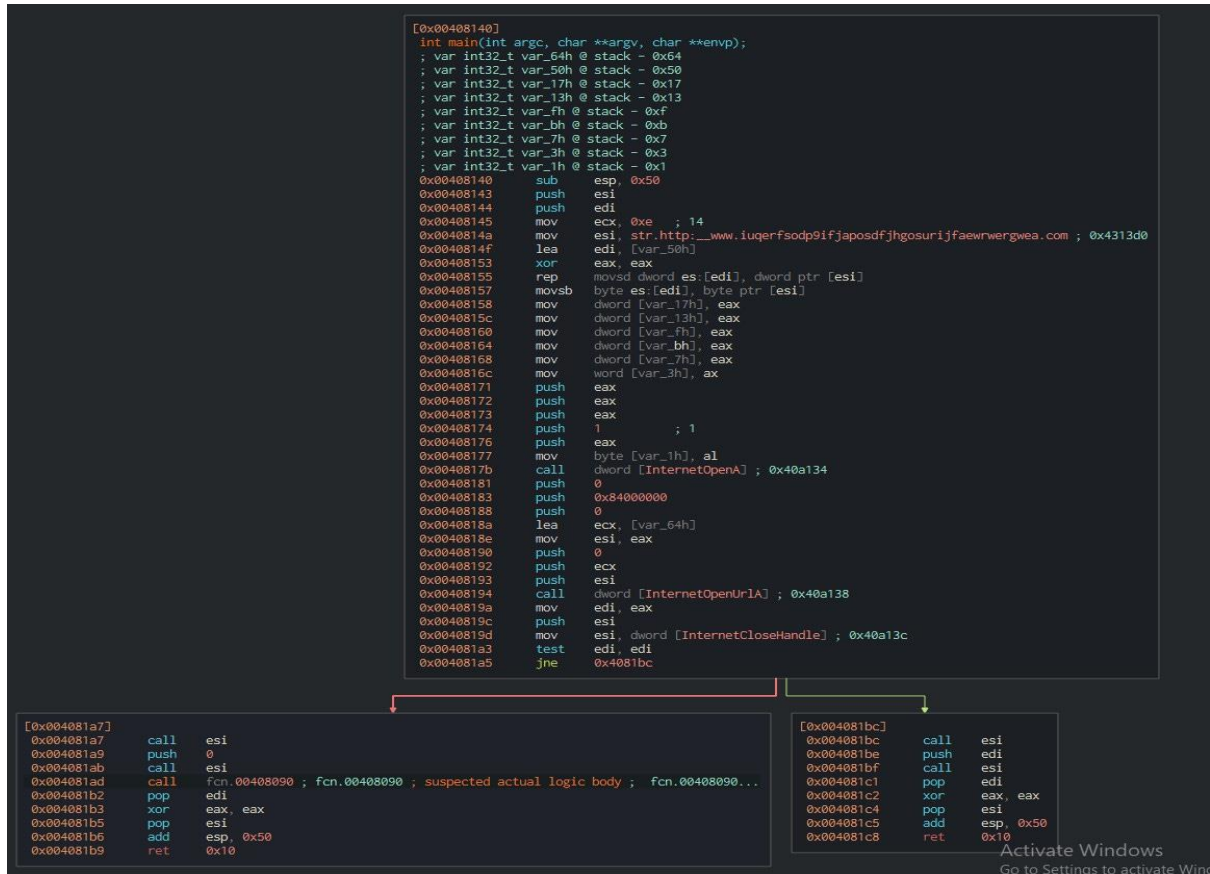 [0x00408140]
int main(int argc, char **argv, char **envp);
; var int32_t var_64h @ stack - 0x64
; var int32_t var_50h @ stack - 0x50
; var int32_t var_17h @ stack - 0x17
; var int32_t var_13h @ stack - 0x13
; var int32_t var_fh @ stack - 0xf
; var int32_t var_bh @ stack - 0xb
; var int32_t var_7h @ stack - 0x7
; var int32_t var_3h @ stack - 0x3
; var int32_t var_1h @ stack - 0x1
0x00408140 sub esp, 0x50
0x00408143 push esi
0x00408144 push edi
0x00408145 mov ecx, 0xe ; 14
0x0040814a mov esi, str.http:__www.iuqerfsodp9ifjaposdfjhgosurijfaewrwergwea.com ; 0x4313d0
0x0040814f lea edi, [var_50h]
0x00408153 xor eax, eax
0x00408155 rep movsd dword es:[edi], dword ptr [esi]
0x00408157 movsb byte es:[edi], byte ptr [esi]
0x00408158 mov dword [var_17h], eax
0x0040815c mov dword [var_13h], eax
0x00408160 mov dword [var_fh], eax
0x00408164 mov dword [var_bh], eax
0x00408168 mov dword [var_7h], eax
0x0040816c mov word [var_3h], ax
0x00408171 push eax
0x00408172 push eax
0x00408173 push eax
0x00408174 push 1 ; 1
0x00408176 push eax
0x00408177 mov byte [var_1h], al
0x0040817b call dword [InternetOpenA] ; 0x40a134
0x00408181 push 0
0x00408183 push 0x84000000
0x00408188 push 0
0x0040818a lea ecx, [var_64h]
0x0040818e mov esi, eax
0x00408190 push 0
0x00408192 push ecx
0x00408193 push esi
0x00408194 call dword [InternetOpenUrlA] ; 0x40a138
0x0040819a mov edi, eax
0x0040819c push esi
0x0040819d mov esi, dword [InternetCloseHandle] ; 0x40a13c
0x004081a3 test edi, edi
0x004081a5 jne 0x4081bc
[0x004081a7]
0x004081a7 call esi
0x004081a9 push 0
0x004081ab call esi
0x004081ad call fcn.00408090 ; fcn.00408090 ; suspected actual logic body ; fcn.00408090...
0x004081b2 pop edi
0x004081b3 xor eax, eax
0x004081b5 pop esi
0x004081b6 add esp, 0x50
0x004081b9 ret 0x10
[0x004081bc]
0x004081bc call esi
0x004081be push edi
0x004081bf call esi
0x004081c1 pop edi
0x004081c2 xor eax, eax
0x004081c4 pop esi
0x004081c5 add esp, 0x50
0x004081c8 ret 0x10
Activate Windows
Go to Settings to activate Win